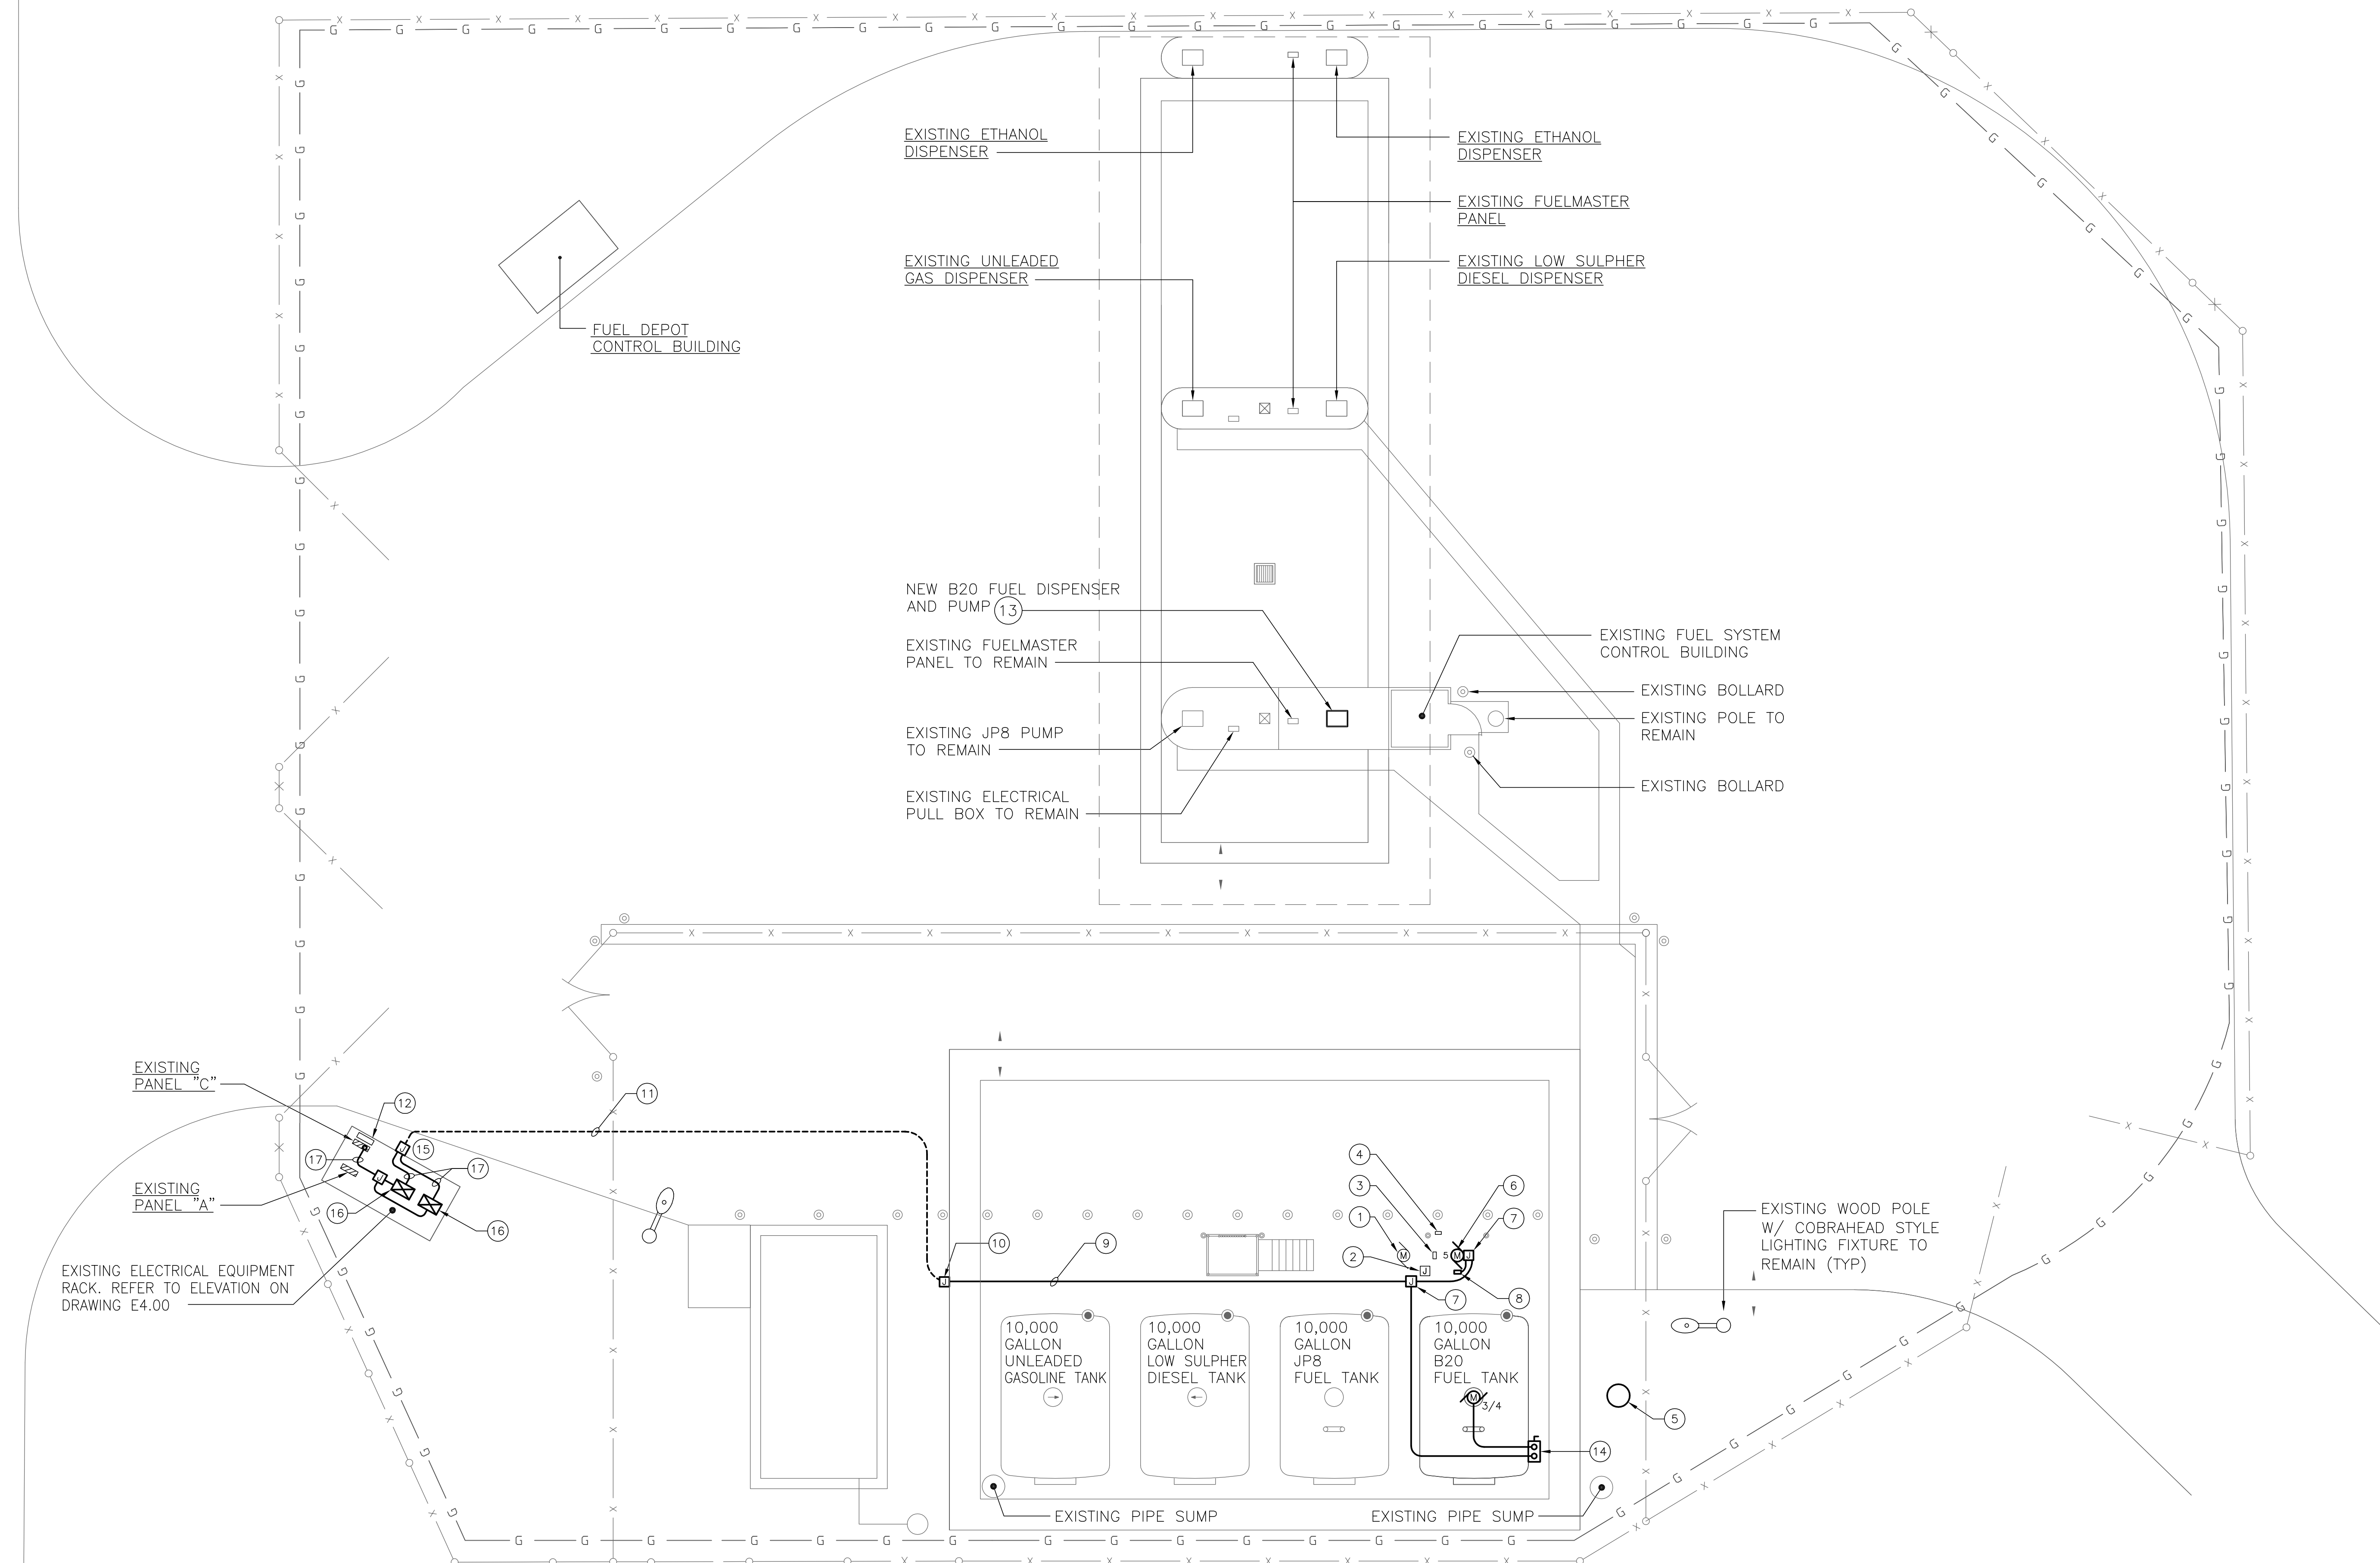 EXISTING ETHANOL
DISPENSER
EXISTING ETHANOL
DISPENSER
EXISTING FUELMASTER
PANEL
EXISTING UNLEADED
GAS DISPENSER
EXISTING LOW SULPHER
DIESEL DISPENSER
FUEL DEPOT
CONTROL BUILDING
NEW B20 FUEL DISPENSER
AND PUMP 13
EXISTING FUELMASTER
PANEL TO REMAIN
EXISTING FUEL SYSTEM
CONTROL BUILDING
EXISTING BOLLARD
EXISTING POLE TO
REMAIN
EXISTING JP8 PUMP
TO REMAIN
EXISTING BOLLARD
EXISTING ELECTRICAL
PULL BOX TO REMAIN
EXISTING
PANEL "C"
12
11
15
17
17
EXISTING
PANEL "A"
16
16
EXISTING ELECTRICAL EQUIPMENT
RACK. REFER TO ELEVATION ON
DRAWING E4.00
10
9
4
3
1
2
6
7
5
M
M
J
J
J
J
7
8
EXISTING WOOD POLE
W/ COBRAHEAD STYLE
LIGHTING FIXTURE TO
REMAIN (TYP)
10,000
GALLON
UNLEADED
GASOLINE TANK
10,000
GALLON
LOW SULPHER
DIESEL TANK
10,000
GALLON
JP8
FUEL TANK
10,000
GALLON
B20
FUEL TANK
M
3/4
5
14
EXISTING PIPE SUMP
EXISTING PIPE SUMP